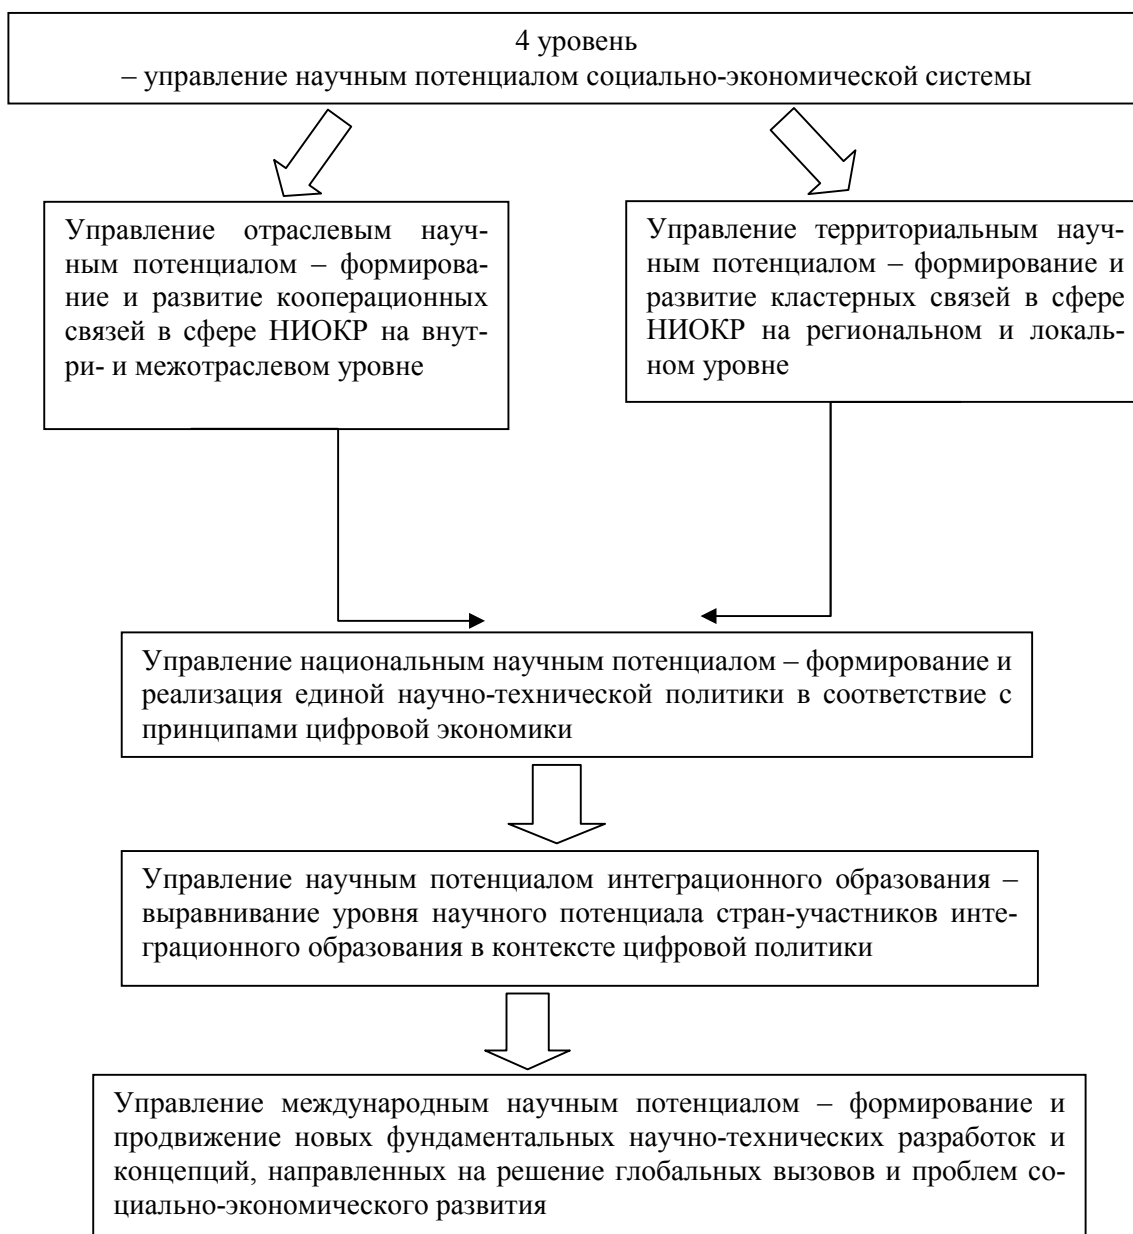 4 уровень
– управление научным потенциалом социально-экономической системы
Управление отраслевым науч-
ным потенциалом – формирова-
ние и развитие кооперационных
связей в сфере НИОКР на внут-
ри- и межотраслевом уровне
Управление территориальным науч-
ным потенциалом – формирование и
развитие кластерных связей в сфере
НИОКР на региональном и локаль-
ном уровне
Управление национальным научным потенциалом – формирование и
реализация единой научно-технической политики в соответствие с
принципами цифровой экономики
Управление научным потенциалом интеграционного образования –
выравнивание уровня научного потенциала стран-участников инте-
грационного образования в контексте цифровой политики
Управление международным научным потенциалом – формирование и
продвижение новых фундаментальных научно-технических разработок и
концепций, направленных на решение глобальных вызовов и проблем со-
циально-экономического развития